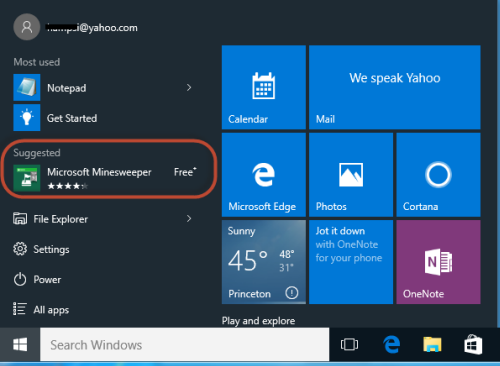 @yahoo.com
Most used
Notepad
Get Started
Suggested
Microsoft Minesweeper Free+
File Explorer
Settings
Power
All apps
Calendar
We speak Yahoo
Mail
Microsoft Edge
Photos
Cortana
Sunny
45° 48°
31°
Princeton
Jot it down
with OneNote
for your phone
OneNote
Play and explore
Search Windows